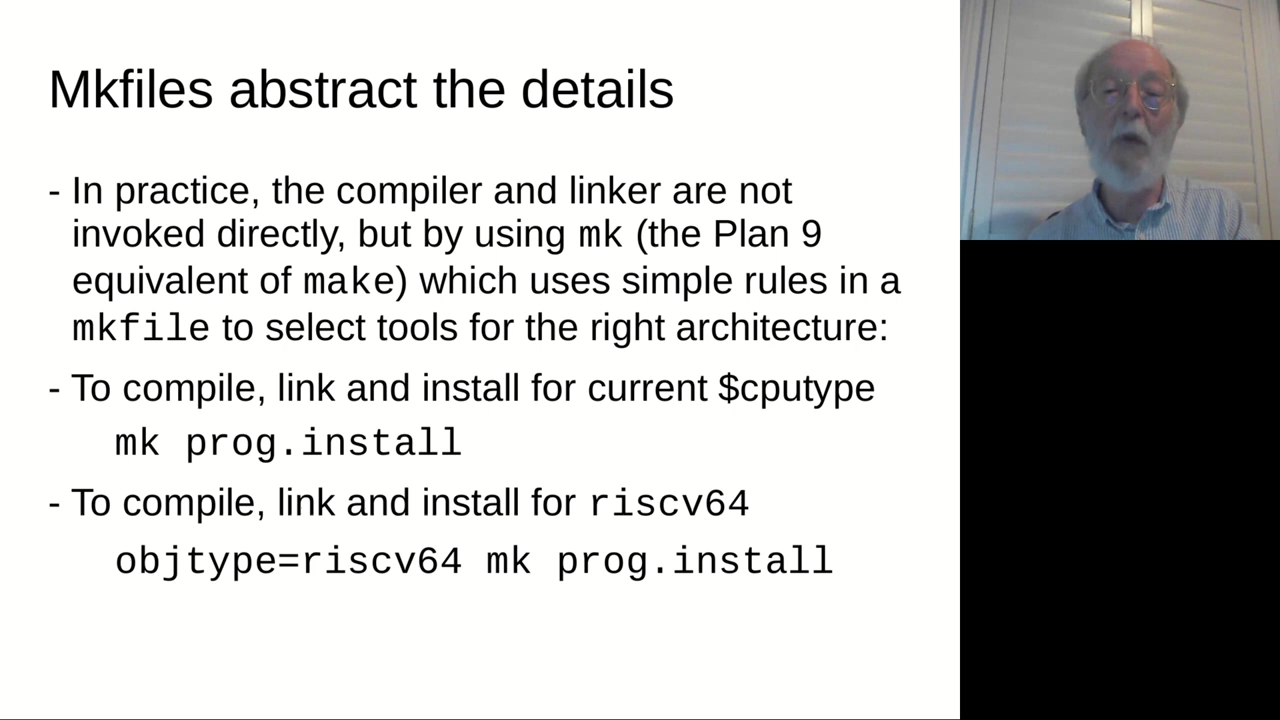 Mkfiles abstract the details
- In practice, the compiler and linker are not
invoked directly, but by using mk (the Plan 9
equivalent of make) which uses simple rules in a
mkfile to select tools for the right architecture:
- To compile, link and install for current $cputype
mk prog.install
- To compile, link and install for riscv64
objtype=riscv64 mk prog.install